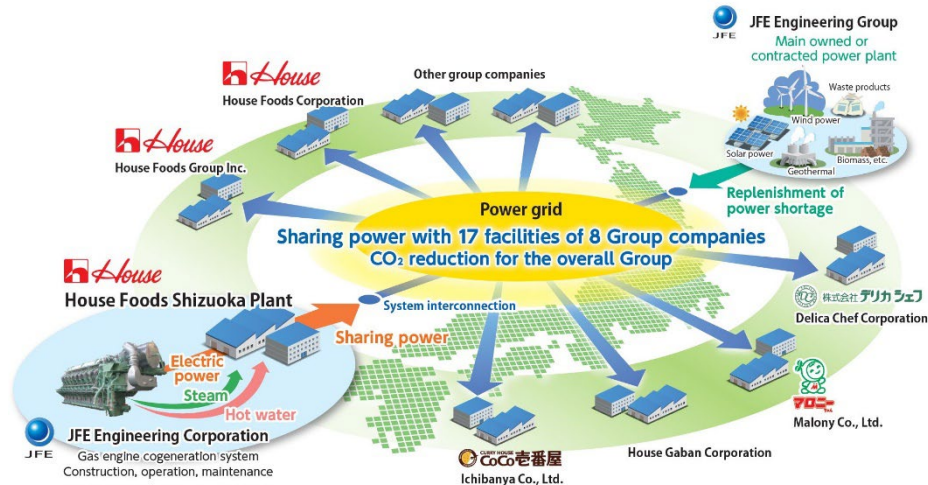 JFE
JFE Engineering Group
Main owned or
contracted power plant
Waste products
Wind power
Solar power
Geothermal
Biomass, etc.
Replenishment of
power shortage
House
House Foods Corporation
Other group companies
House
House Foods Group Inc.
Power grid
Sharing power with 17 facilities of 8 Group companies
CO₂ reduction for the overall Group
House
House Foods Shizuoka Plant
System interconnection
Sharing power
Electric
power
Steam
Hot water
JFE
JFE Engineering Corporation
Gas engine cogeneration system
Construction, operation, maintenance
株式会社 デリカシェフ
Delica Chef Corporation
マロニー
Malony Co., Ltd.
House Gaban Corporation
CURRY HOUSE
CoCo壱番屋
Ichibanya Co., Ltd.